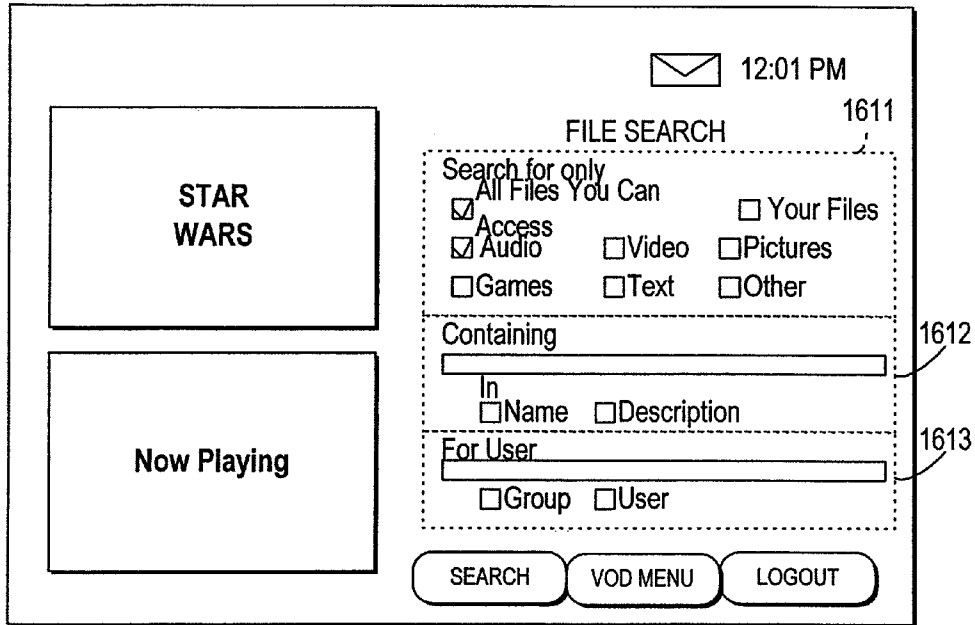 12:01 PM
1611
FILE SEARCH
STAR
WARS
Search for only
All Files You Can
Access
Your Files
Audio Video Pictures
Games Text Other
Containing
1612
In
Name Description
Now Playing
For User
1613
Group User
SEARCH VOD MENU LOGOUT